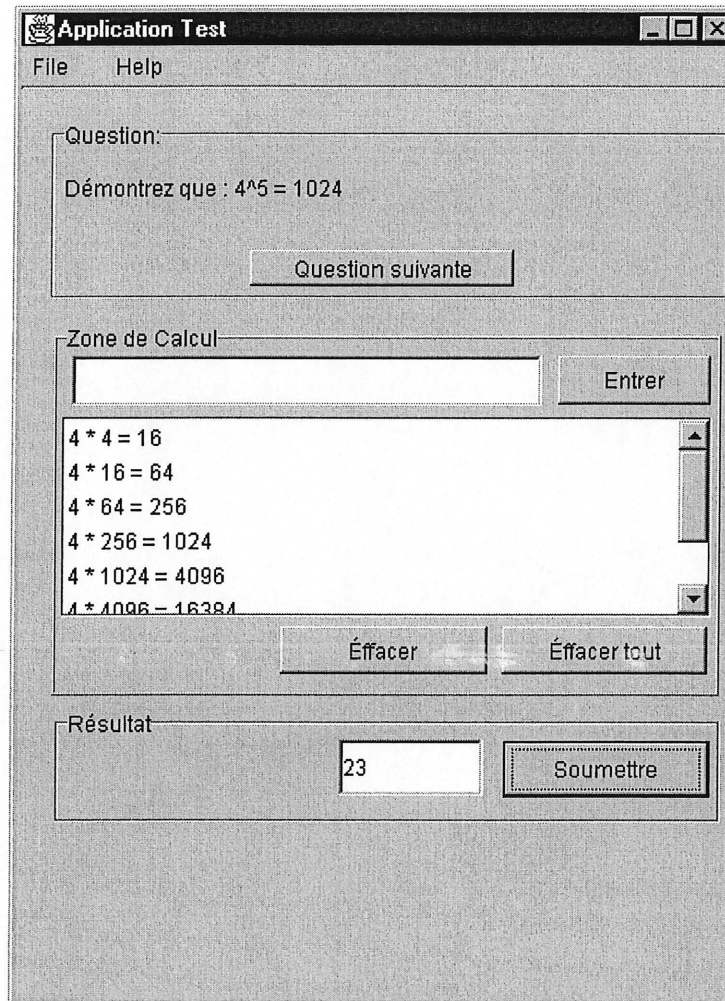 Application Test
File Help
Question:
Démontrez que : 4^5 = 1024
Question suivante
Zone de Calcul
Entrer
4 * 4 = 16
4 * 16 = 64
4 * 64 = 256
4 * 256 = 1024
4 * 1024 = 4096
4 * 4096 = 16384
Éffacer Éffacer tout
Résultat
23 Soumettre